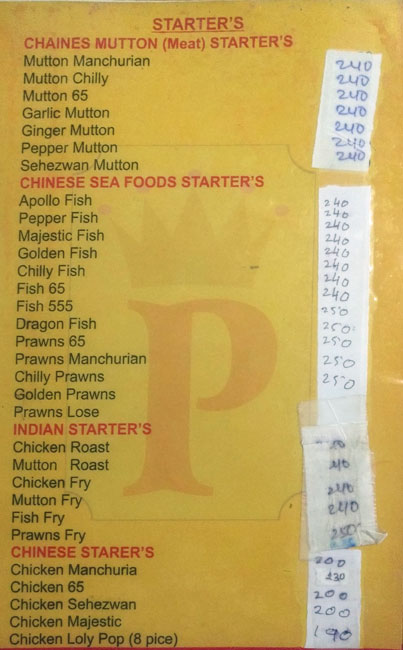 STARTER'S
CHAINES MUTTON (Meat) STARTER'S
Mutton Manchurian 240
Mutton Chilly 240
Mutton 65 240
Garlic Mutton 240
Ginger Mutton 240
Pepper Mutton 240
Sehezwan Mutton 240
CHINESE SEA FOODS STARTER'S
Apollo Fish 240
Pepper Fish 240
Majestic Fish 240
Golden Fish 240
Chilly Fish 240
Fish 65 240
Fish 555 240
Dragon Fish 240
Prawns 65 250
Prawns Manchurian 250
Chilly Prawns 250
Golden Prawns 250
Prawns Lose 250
INDIAN STARTER'S
Chicken Roast
Mutton Roast
Chicken Fry 240
Mutton Fry 240
Fish Fry
Prawns Fry 250
CHINESE STARER'S
Chicken Manchuria 200
Chicken 65 230
Chicken Sehezwan 200
Chicken Majestic 200
Chicken Loly Pop (8 pice) 190
P